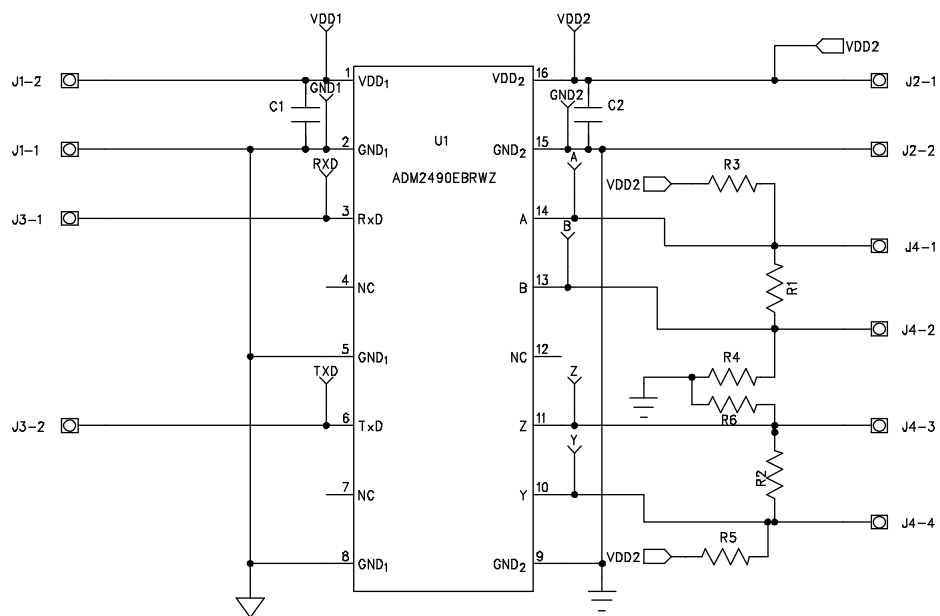 VDD1
VDD2
VDD2
J1-2
1
VDD1
VDD2
16
J2-1
C1
GND1
GND2
C2
U1
J1-1
2
GND1
GND2
15
J2-2
RXD
ADM2490EBRWZ
A
VDD2
R3
J3-1
3
RxD
A
14
B
J4-1
4
NC
B
13
R1
J4-2
5
GND1
NC
12
TXD
Z
R4
J3-2
6
TxD
Z
11
R6
J4-3
Y
R2
7
NC
Y
10
J4-4
R5
8
GND1
GND2
9
VDD2